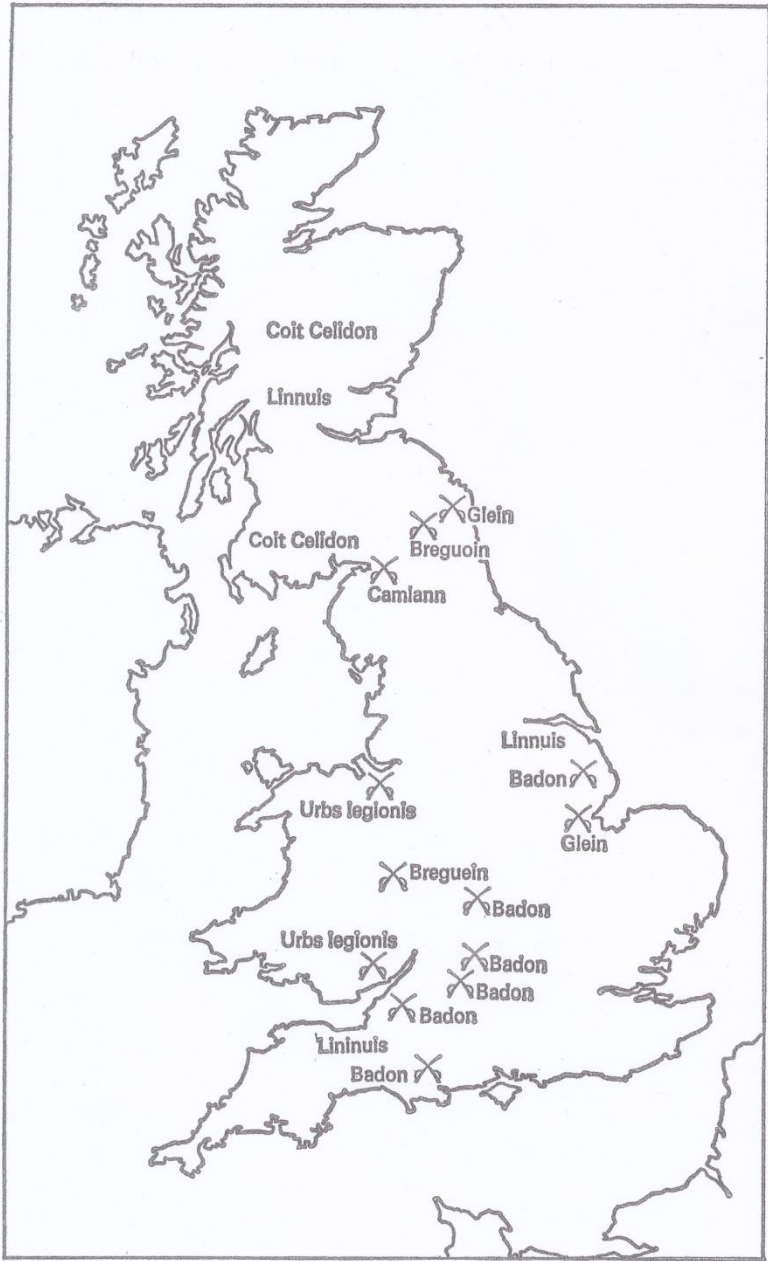 Coit Celidon
Linnuis
Glein
Breguoin
Coit Celidon
Camlann
Linnuis
Badon
Urbs legionis
Glein
Breguein
Badon
Urbs legionis
Badon
Badon
Badon
Lininuis
Badon